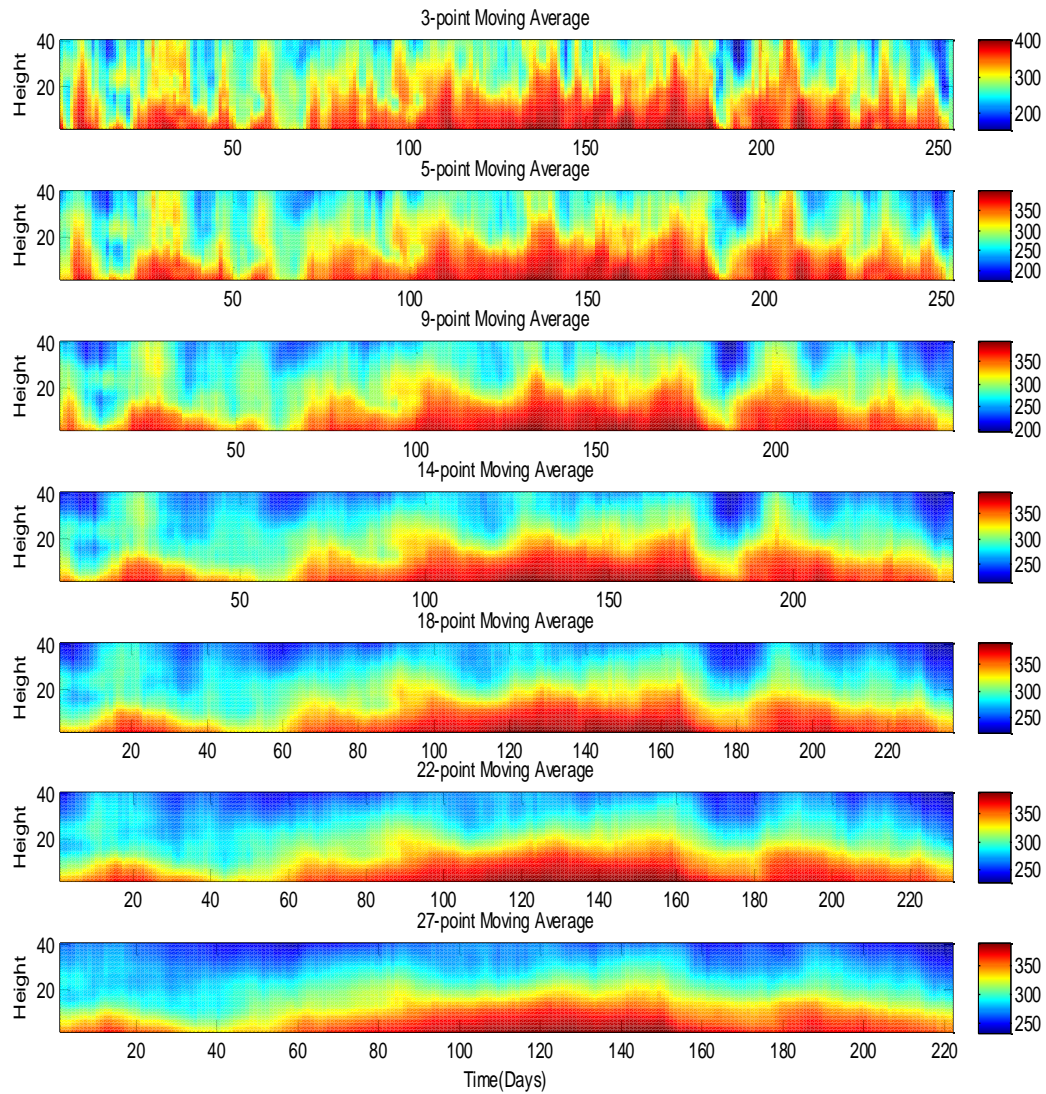 3-point Moving Average
Height
40
20
50 100 150 200 250
400
300
200
5-point Moving Average
Height
40
20
50 100 150 200 250
350
300
250
200
9-point Moving Average
Height
40
20
50 100 150 200
350
300
250
200
14-point Moving Average
Height
40
20
50 100 150 200
350
300
250
18-point Moving Average
Height
40
20
20 40 60 80 100 120 140 160 180 200 220
350
300
250
22-point Moving Average
Height
40
20
20 40 60 80 100 120 140 160 180 200 220
350
300
250
27-point Moving Average
Height
40
20
20 40 60 80 100 120 140 160 180 200 220
350
300
250
Time(Days)